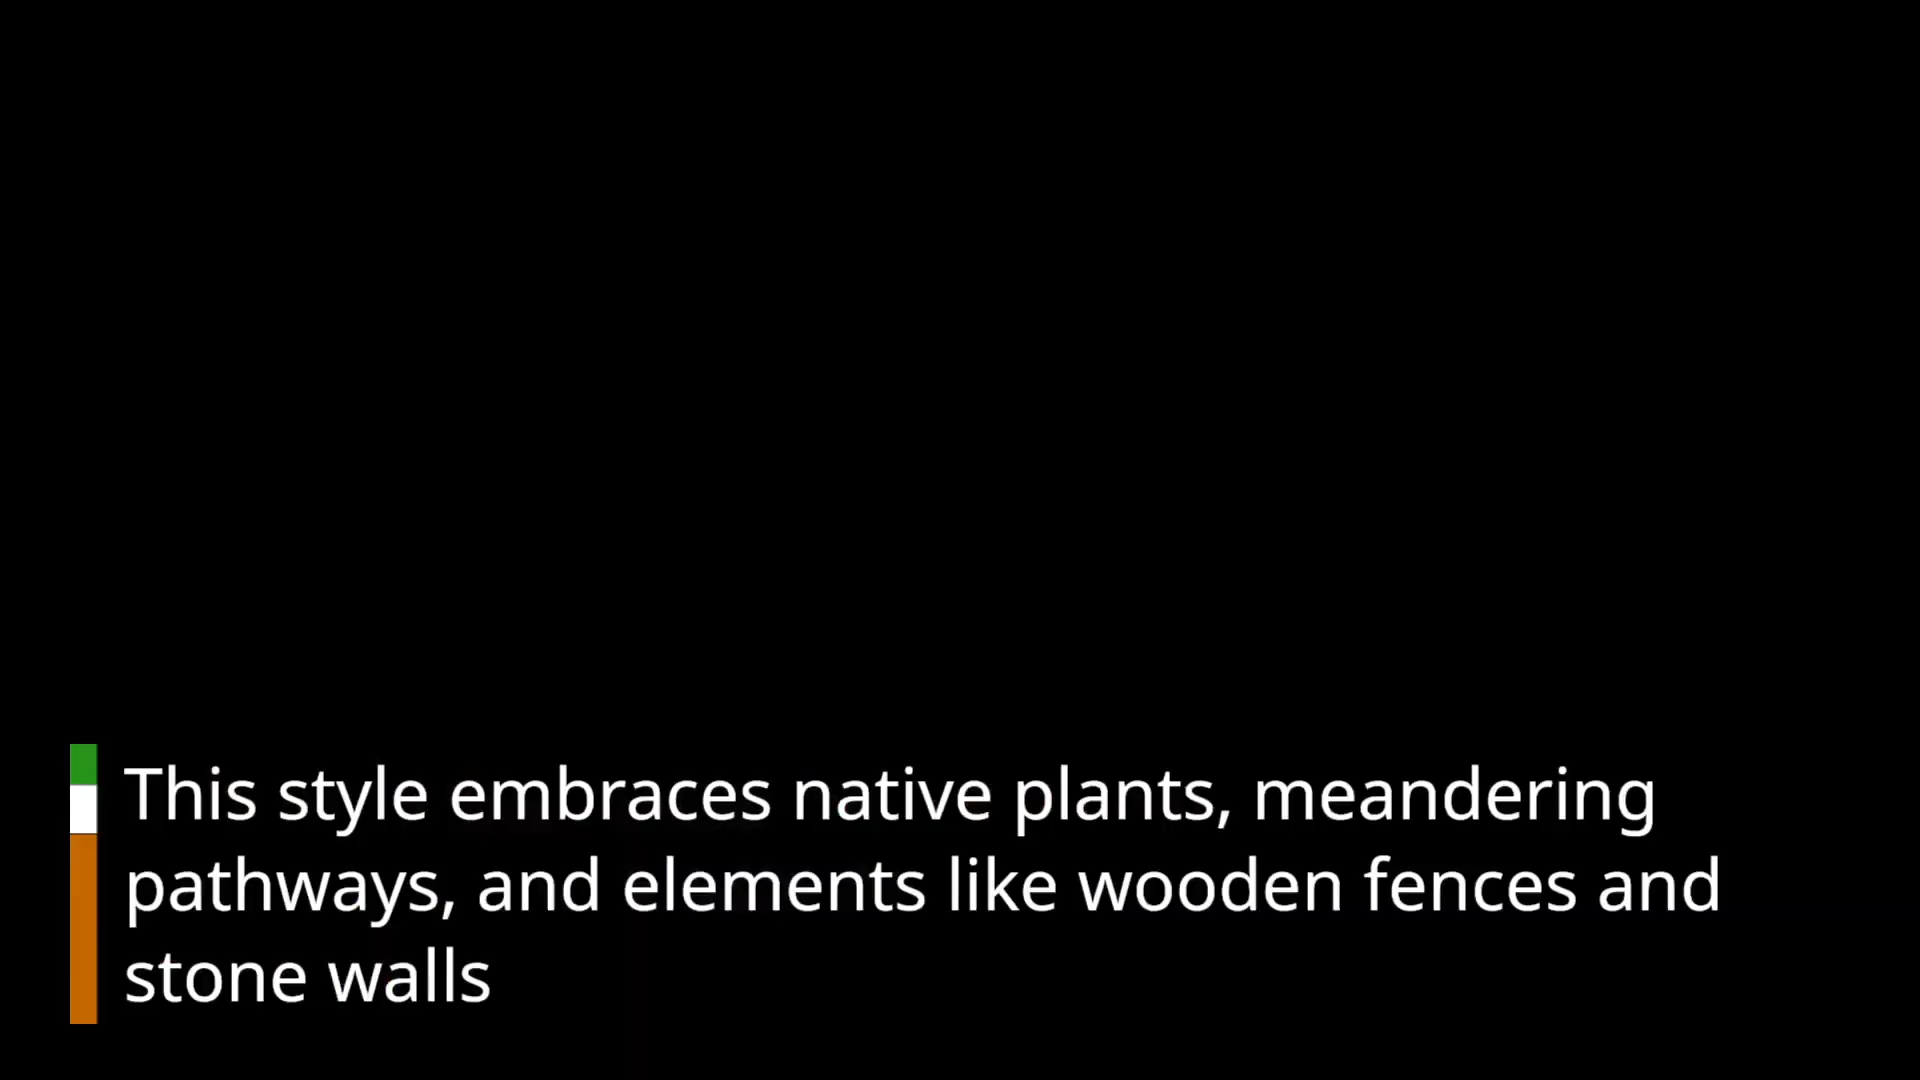 This style embraces native plants, meandering
pathways, and elements like wooden fences and
stone walls